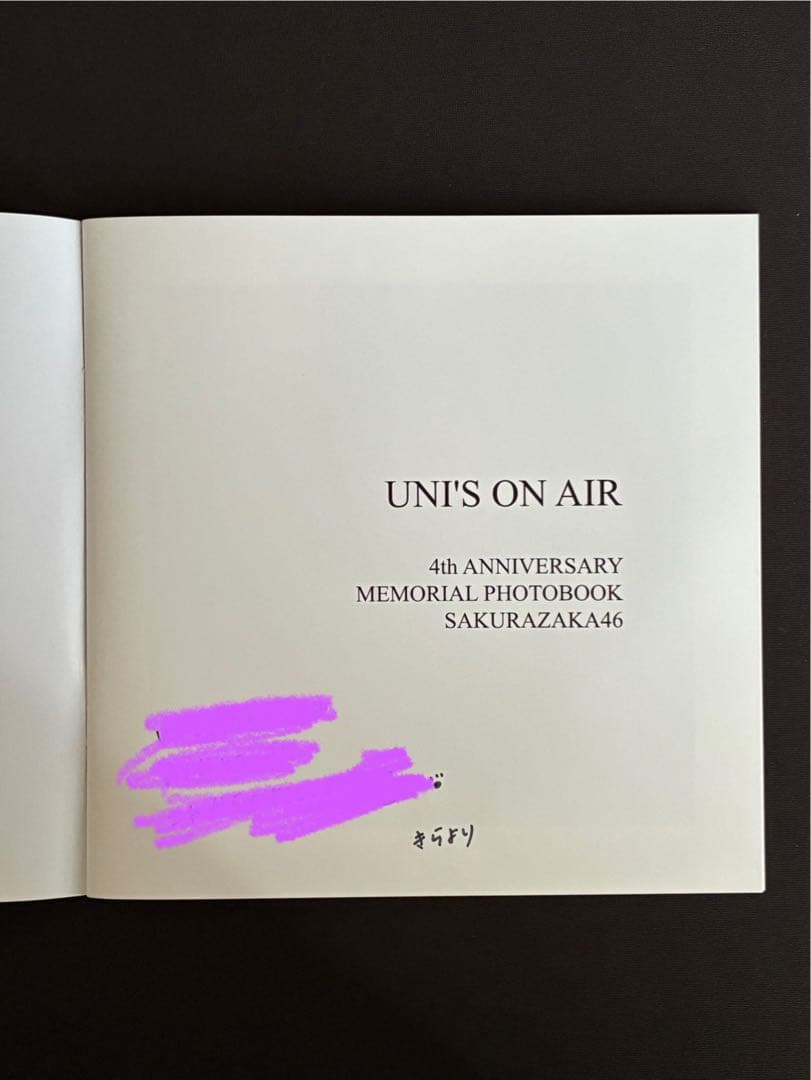 UNI'S ON AIR
4th ANNIVERSARY
MEMORIAL PHOTOBOOK
SAKURAZAKA46
きらより